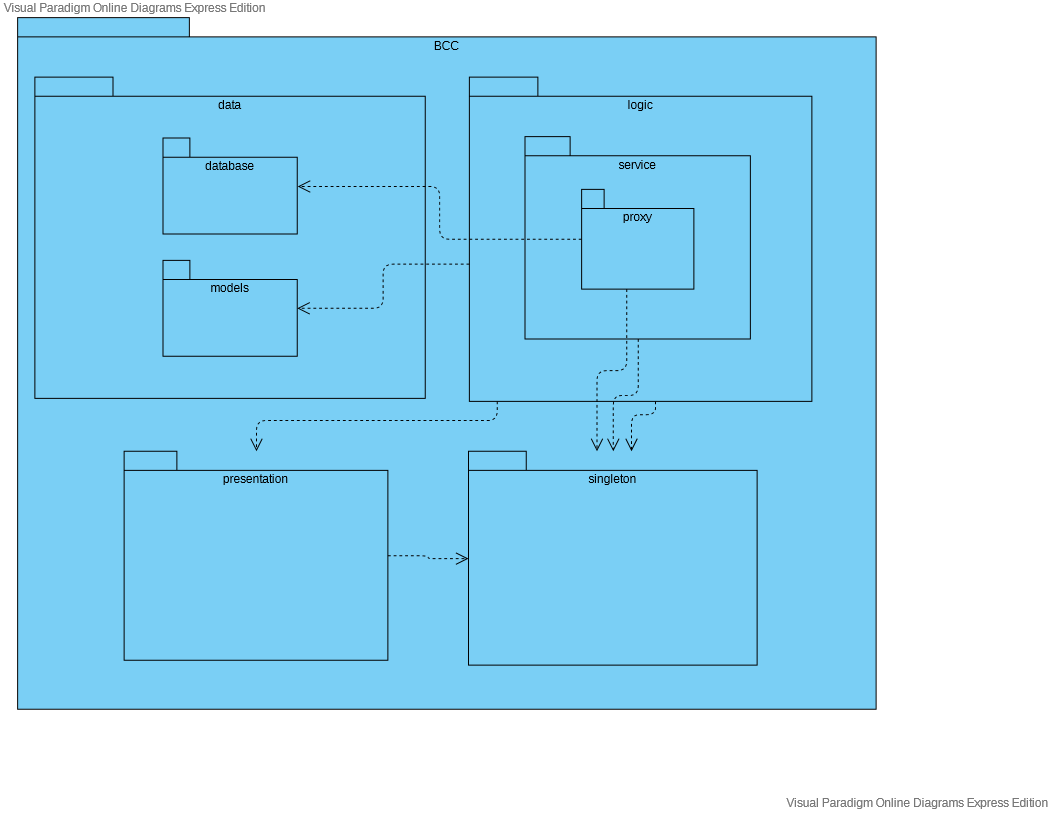 Visual Paradigm Online Diagrams Express Edition
BCC
data
logic
database
service
proxy
models
presentation
singleton
Visual Paradigm Online Diagrams Express Edition